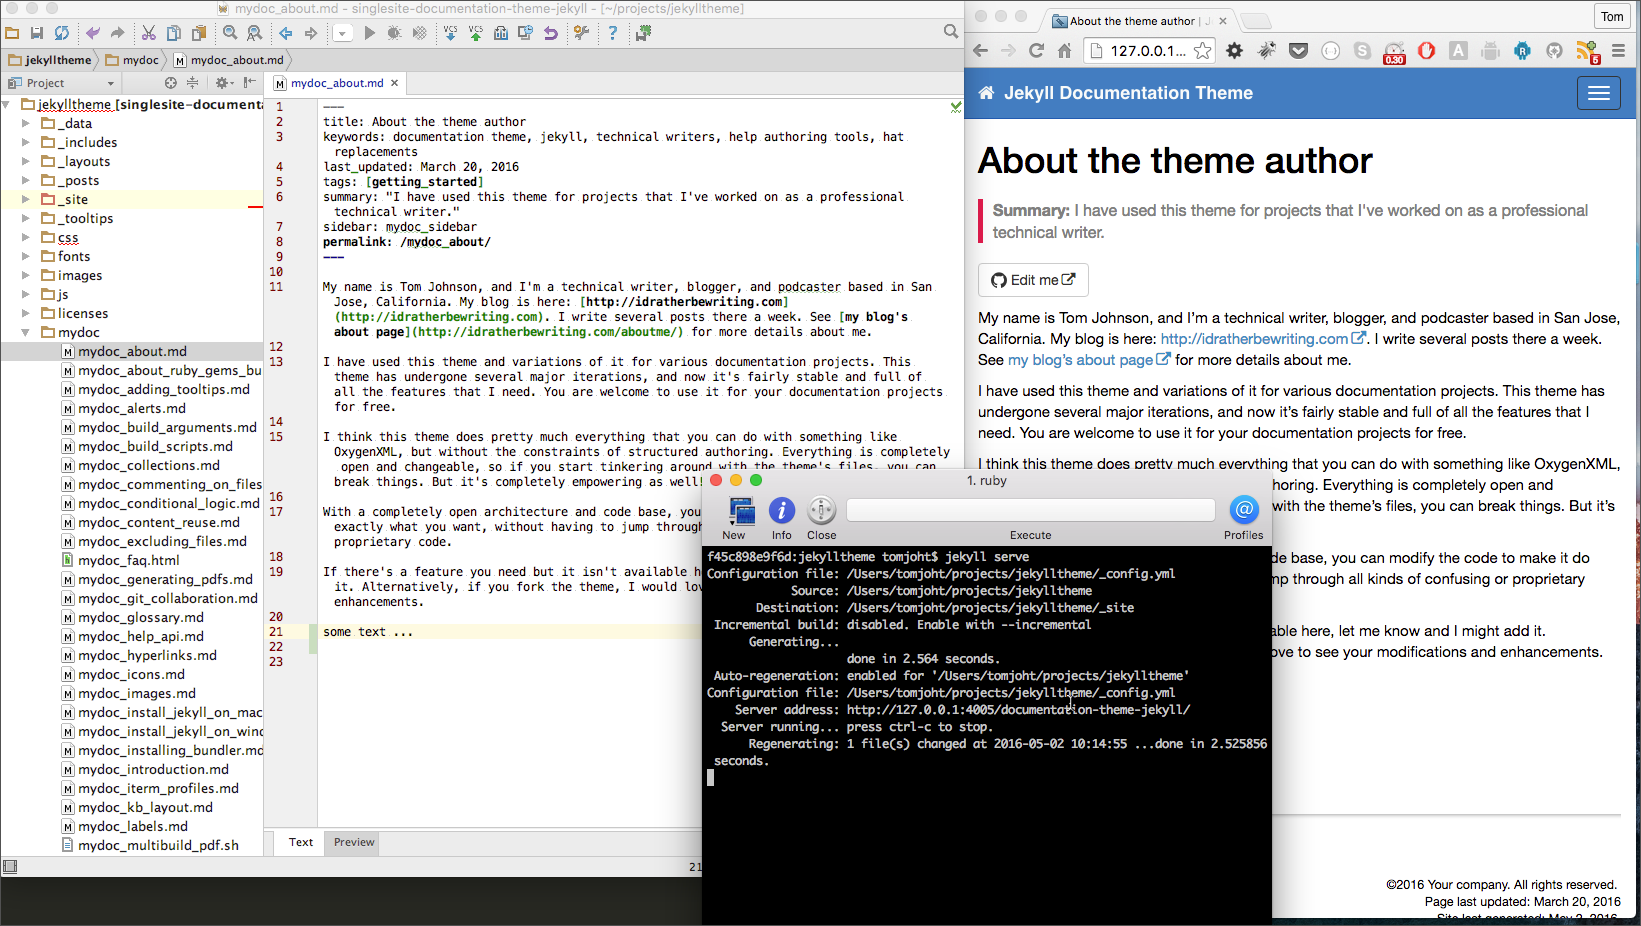 mydoc_about.md - singlesite-documentation-theme-jekyll - [~/projects/jekylltheme]
jekylltheme
mydoc
mydoc_about.md
Project
jekylltheme [singlesite-documenta
_data
_includes
_layouts
_posts
_site
_tooltips
css
fonts
images
js
licenses
mydoc
mydoc_about.md
mydoc_about_ruby_gems_bu
mydoc_adding_tooltips.md
mydoc_alerts.md
mydoc_build_arguments.md
mydoc_build_scripts.md
mydoc_collections.md
mydoc_commenting_on_files
mydoc_conditional_logic.md
mydoc_content_reuse.md
mydoc_excluding_files.md
mydoc_faq.html
mydoc_generating_pdfs.md
mydoc_git_collaboration.md
mydoc_glossary.md
mydoc_help_api.md
mydoc_hyperlinks.md
mydoc_icons.md
mydoc_images.md
mydoc_install_jekyll_on_mac
mydoc_install_jekyll_on_wind
mydoc_installing_bundler.md
mydoc_introduction.md
mydoc_iterm_profiles.md
mydoc_kb_layout.md
mydoc_labels.md
mydoc_multibuild_pdf.sh
mydoc_about.md
1 ---
2 title: About the theme author
3 keywords: documentation theme, jekyll, technical writers, help authoring tools, hat
replacements
4 last_updated: March 20, 2016
5 tags: [getting_started]
6 summary: "I have used this theme for projects that I've worked on as a professional
technical writer."
7 sidebar: mydoc_sidebar
8 permalink: /mydoc_about/
9 ---
10
11 My name is Tom Johnson, and I'm a technical writer, blogger, and podcaster based in San
Jose, California. My blog is here: [http://idratherbewriting.com]
(http://idratherbewriting.com). I write several posts there a week. See [my blog's
about page](http://idratherbewriting.com/aboutme/) for more details about me.
12
13 I have used this theme and variations of it for various documentation projects. This
theme has undergone several major iterations, and now it's fairly stable and full of
all the features that I need. You are welcome to use it for your documentation projects
for free.
14
15 I think this theme does pretty much everything that you can do with something like
OxygenXML, but without the constraints of structured authoring. Everything is completely
open and changeable, so if you start tinkering around with the theme's files, you can
break things. But it's completely empowering as well!
16
17 With a completely open architecture and code base, you
exactly what you want, without having to jump through
proprietary code.
18
19 If there's a feature you need but it isn't available h
it. Alternatively, if you fork the theme, I would lov
enhancements.
20
21 some text ...
22
23
Text
Preview
21
1. ruby
New
Info
Close
Execute
Profiles
f45c898e9f6d:jekylltheme tomjoht$ jekyll serve
Configuration file: /Users/tomjoht/projects/jekylltheme/_config.yml
Source: /Users/tomjoht/projects/jekylltheme
Destination: /Users/tomjoht/projects/jekylltheme/_site
Incremental build: disabled. Enable with --incremental
Generating...
done in 2.564 seconds.
Auto-regeneration: enabled for '/Users/tomjoht/projects/jekylltheme'
Configuration file: /Users/tomjoht/projects/jekylltheme/_config.yml
Server address: http://127.0.0.1:4005/documentation-theme-jekyll/
Server running... press ctrl-c to stop.
Regenerating: 1 file(s) changed at 2016-05-02 10:14:55 ...done in 2.525856
seconds.
About the theme author | J
Tom
127.0.0.1...
0.30
5
Jekyll Documentation Theme
About the theme author
Summary: I have used this theme for projects that I've worked on as a professional
technical writer.
Edit me
My name is Tom Johnson, and I'm a technical writer, blogger, and podcaster based in San Jose,
California. My blog is here: http://idratherbewriting.com. I write several posts there a week.
See my blog's about page for more details about me.
I have used this theme and variations of it for various documentation projects. This theme has
undergone several major iterations, and now it's fairly stable and full of all the features that I
need. You are welcome to use it for your documentation projects for free.
I think this theme does pretty much everything that you can do with something like OxygenXML,
horing. Everything is completely open and
with the theme's files, you can break things. But it's
de base, you can modify the code to make it do
mp through all kinds of confusing or proprietary
able here, let me know and I might add it.
ove to see your modifications and enhancements.
©2016 Your company. All rights reserved.
Page last updated: March 20, 2016
Site last generated: May 2, 2016